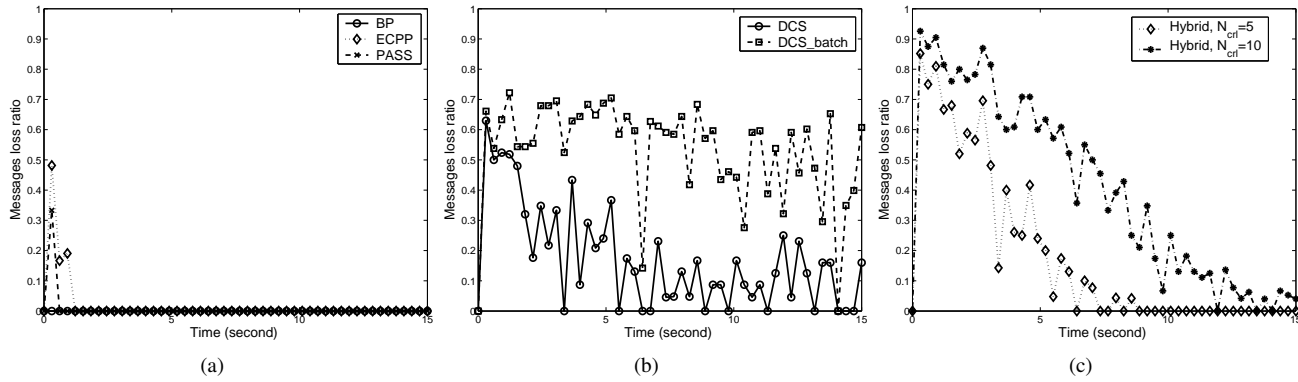 1
0.9
0.8
0.7
0.6
0.5
0.4
0.3
0.2
0.1
0
Messages loss ratio
0 5 10 15
Time (second)
BP
ECPP
PASS
(a)
1
0.9
0.8
0.7
0.6
0.5
0.4
0.3
0.2
0.1
0
Messages loss ratio
0 5 10 15
Time (second)
DCS
DCS_batch
(b)
1
0.9
0.8
0.7
0.6
0.5
0.4
0.3
0.2
0.1
0
Messages loss ratio
0 5 10 15
Time (second)
Hybrid, N_crl=5
Hybrid, N_crl=10
(c)